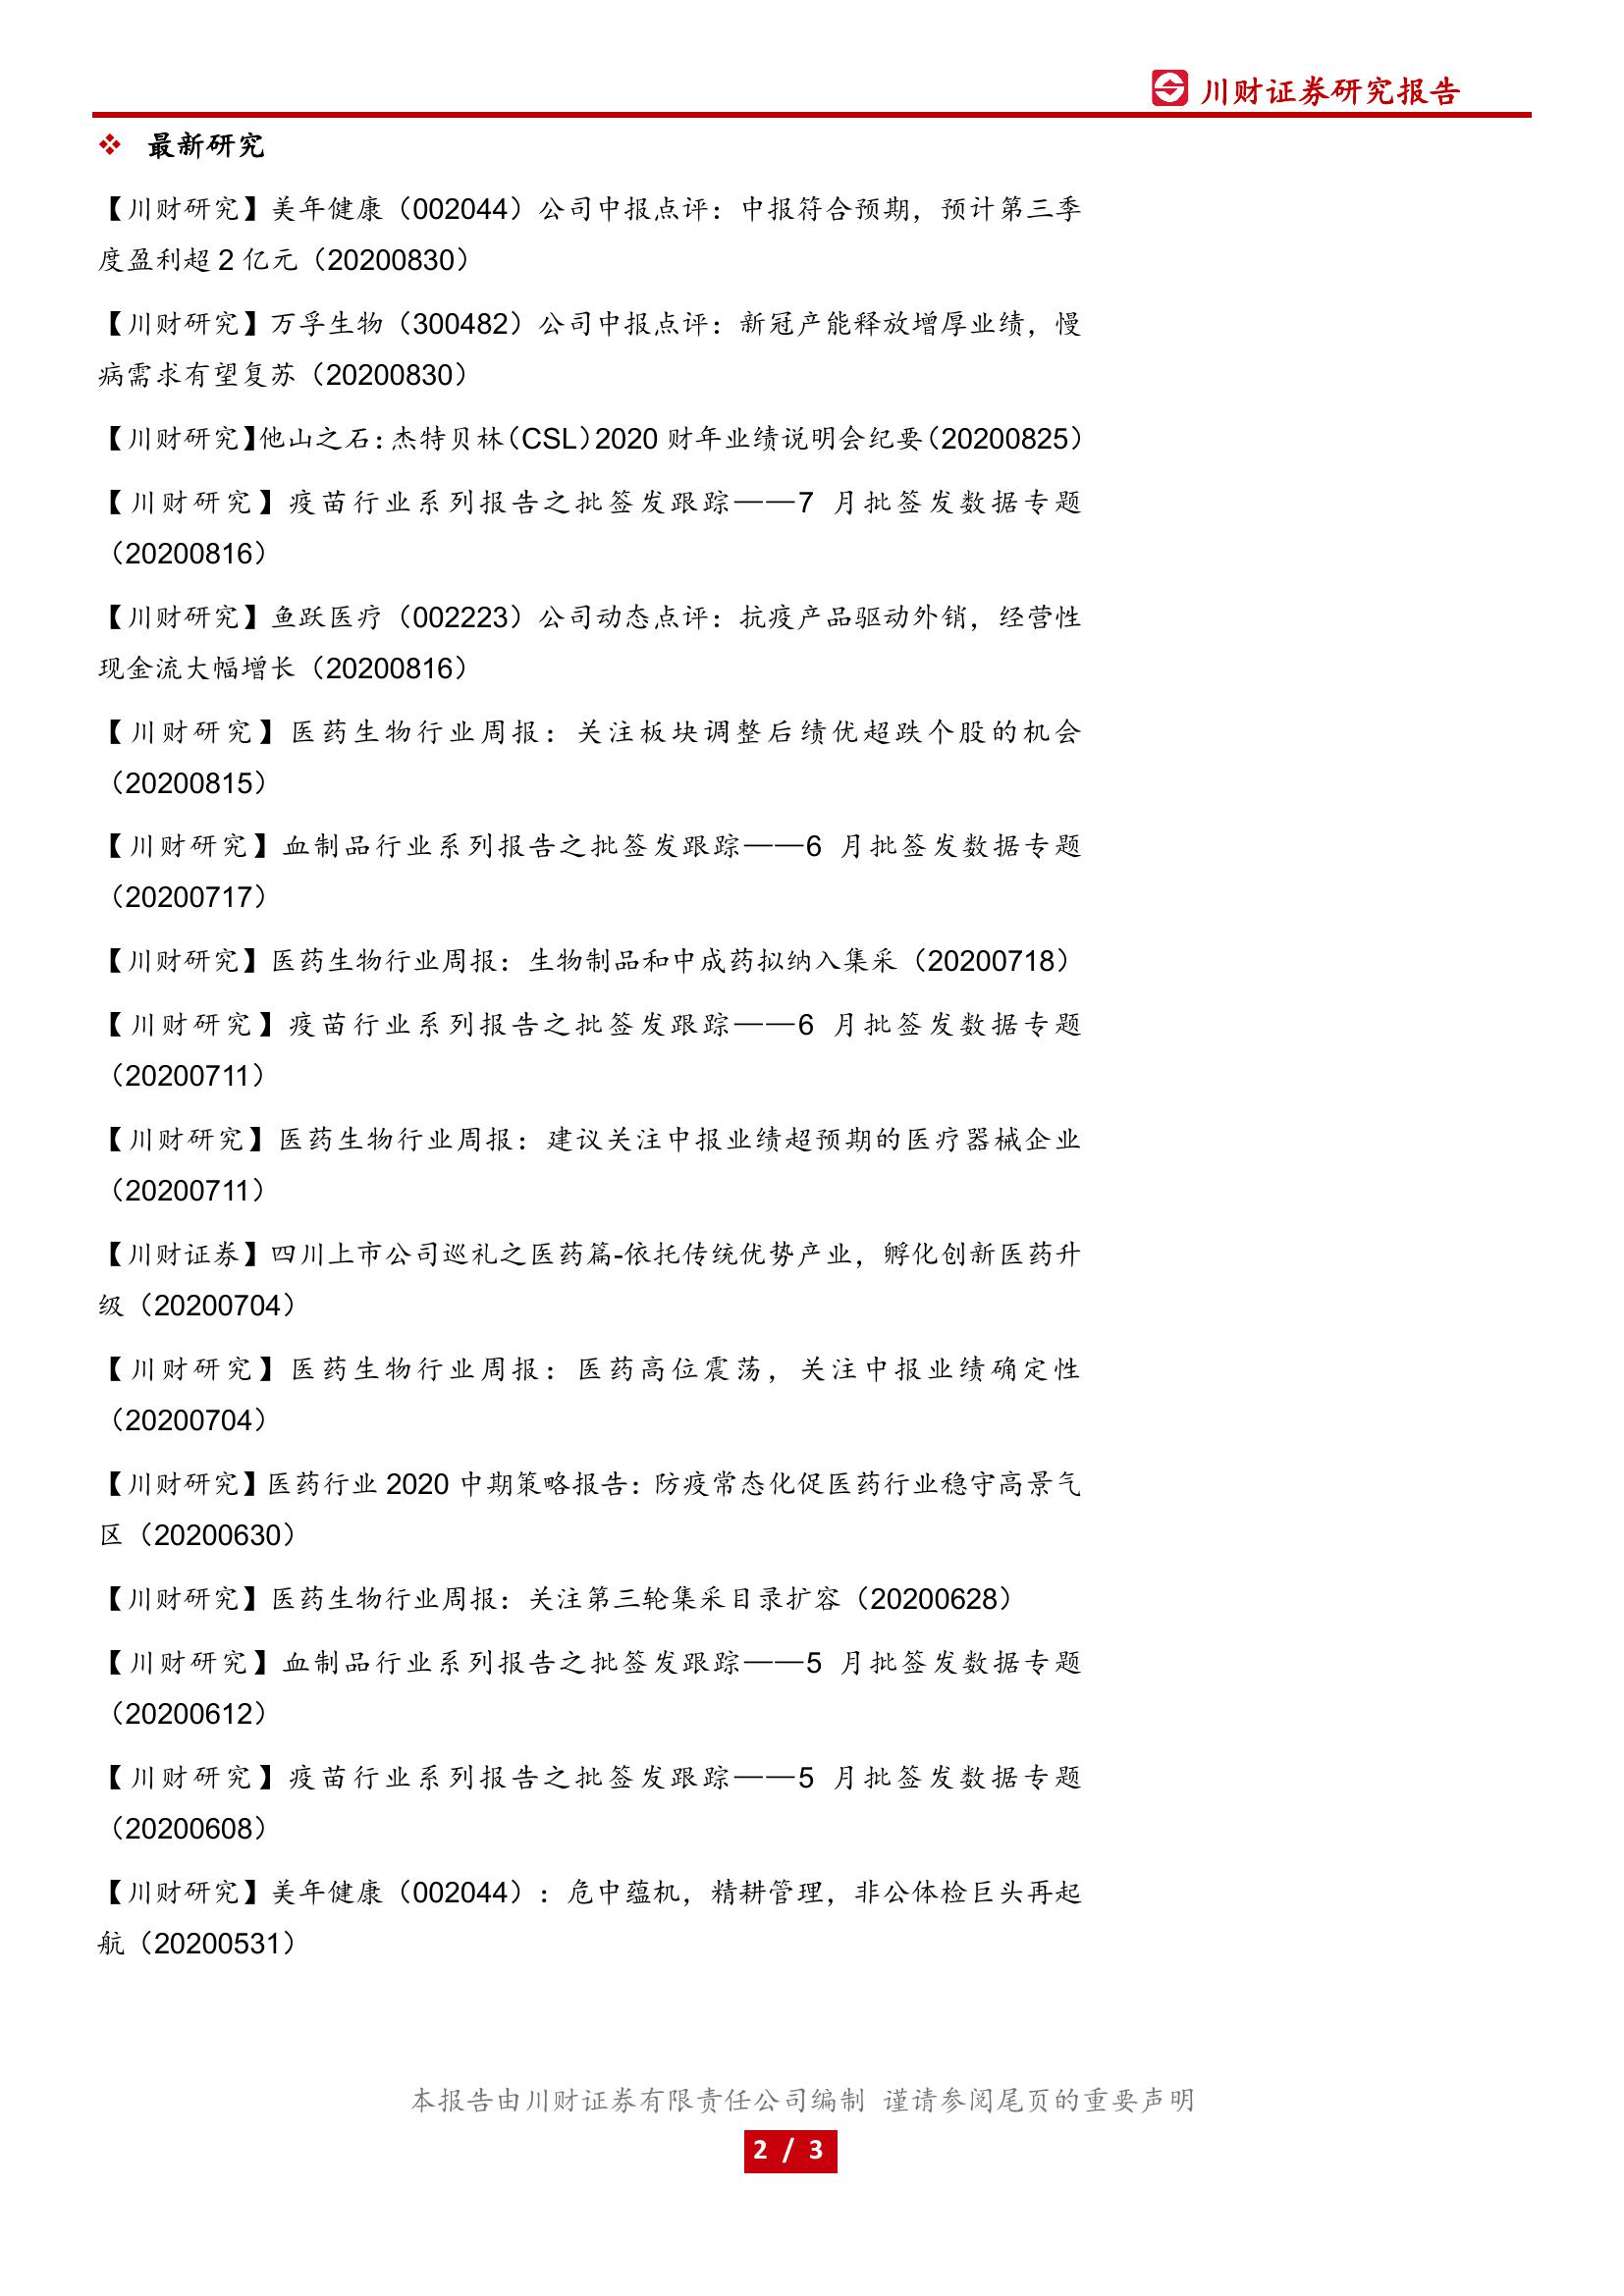 川财证券研究报告
❖ 最新研究
【川财研究】美年健康（002044）公司中报点评：中报符合预期，预计第三季
度盈利超 2 亿元（20200830）
【川财研究】万孚生物（300482）公司中报点评：新冠产能释放增厚业绩，慢
病需求有望复苏（20200830）
【川财研究】他山之石：杰特贝林（CSL）2020 财年业绩说明会纪要（20200825）
【川财研究】疫苗行业系列报告之批签发跟踪——7 月批签发数据专题
（20200816）
【川财研究】鱼跃医疗（002223）公司动态点评：抗疫产品驱动外销，经营性
现金流大幅增长（20200816）
【川财研究】医药生物行业周报：关注板块调整后绩优超跌个股的机会
（20200815）
【川财研究】血制品行业系列报告之批签发跟踪——6 月批签发数据专题
（20200717）
【川财研究】医药生物行业周报：生物制品和中成药拟纳入集采（20200718）
【川财研究】疫苗行业系列报告之批签发跟踪——6 月批签发数据专题
（20200711）
【川财研究】医药生物行业周报：建议关注中报业绩超预期的医疗器械企业
（20200711）
【川财证券】四川上市公司巡礼之医药篇-依托传统优势产业，孵化创新医药升
级（20200704）
【川财研究】医药生物行业周报：医药高位震荡，关注中报业绩确定性
（20200704）
【川财研究】医药行业 2020 中期策略报告：防疫常态化促医药行业稳守高景气
区（20200630）
【川财研究】医药生物行业周报：关注第三轮集采目录扩容（20200628）
【川财研究】血制品行业系列报告之批签发跟踪——5 月批签发数据专题
（20200612）
【川财研究】疫苗行业系列报告之批签发跟踪——5 月批签发数据专题
（20200608）
【川财研究】美年健康（002044）：危中蕴机，精耕管理，非公体检巨头再起
航（20200531）
本报告由川财证券有限责任公司编制 谨请参阅尾页的重要声明
2 / 3